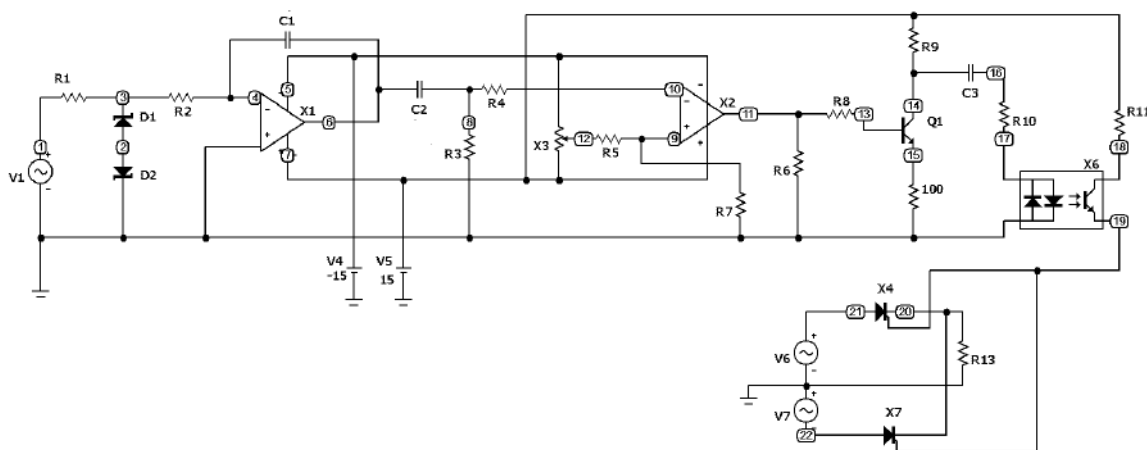 C1
R1
R2
3
D1
2
D2
1
+
V1
-
4
-
+
5
-
X1
6
7
+
C2
8
R4
R3
X3
12
R5
10
-
-
X2
9
+
+
11
R7
R8
13
R6
R9
14
Q1
15
100
C3
16
R10
17
R11
18
X6
19
V4
-15
V5
15
X4
21
20
+
V6
-
R13
+
V7
-
22
X7